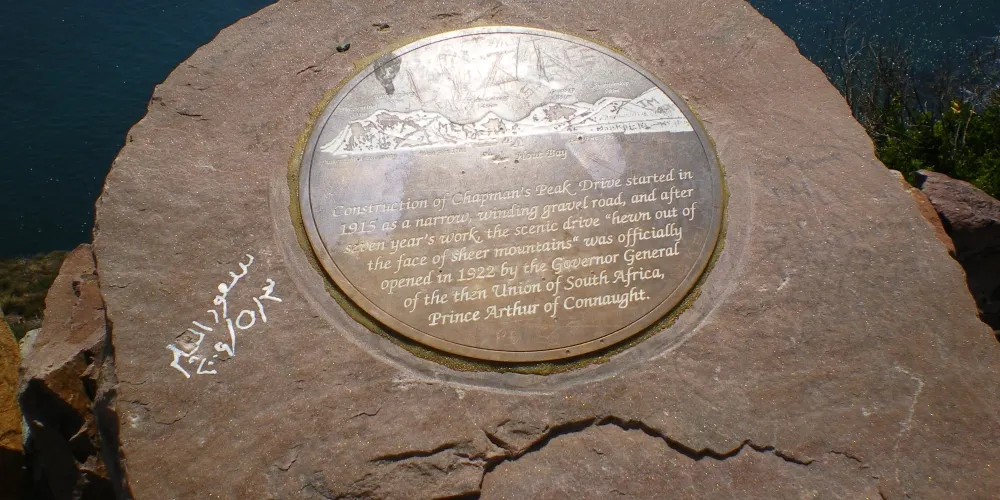 Hout Bay
Construction of Chapman's Peak Drive started in
1915 as a narrow, winding gravel road, and after
seven year's work, the scenic drive "hewn out of
the face of sheer mountains" was officially
opened in 1922 by the Governor General
of the then Union of South Africa,
Prince Arthur of Connaught.
سعود